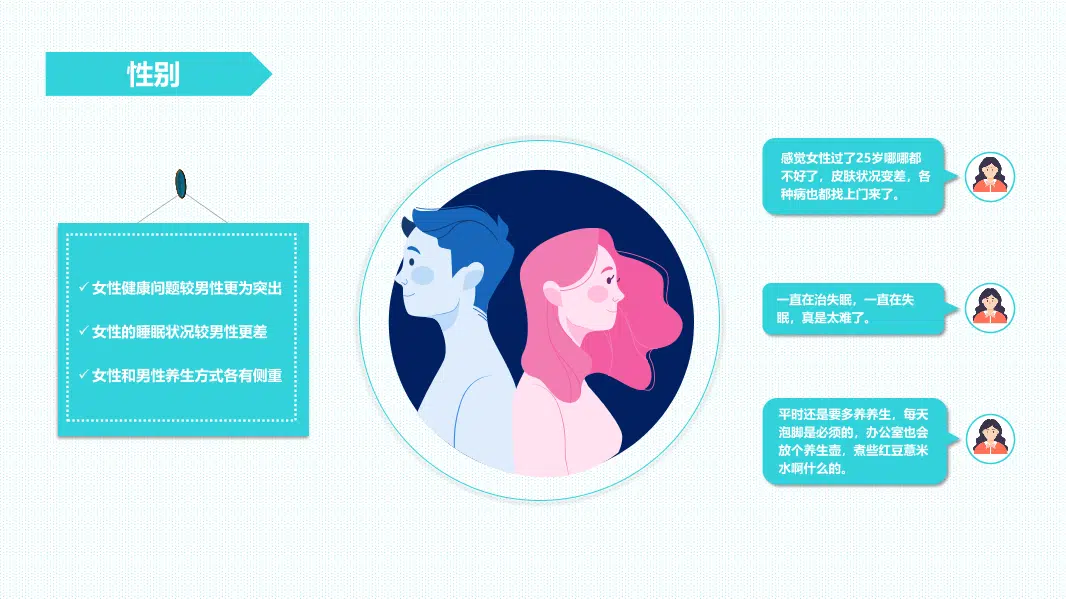 性别
✓ 女性健康问题较男性更为突出
✓ 女性的睡眠状况较男性更差
✓ 女性和男性养生方式各有侧重
感觉女性过了25岁哪哪都
不好了，皮肤状况变差，各
种病也都找上门来了。
一直在治失眠，一直在失
眠，真是太难了。
平时还是要多养养生，每天
泡脚是必须的，办公室也会
放个养生壶，煮些红豆薏米
水啊什么的。